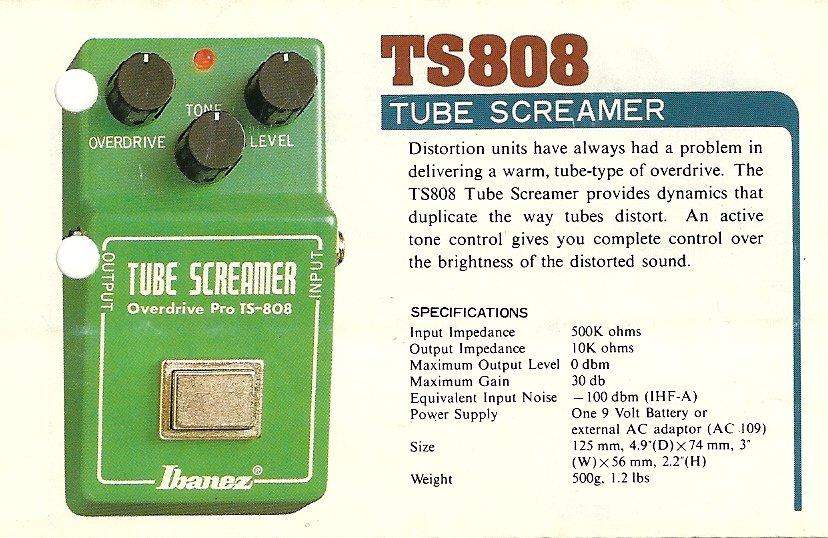 OVERDRIVE
TONE
LEVEL
OUTPUT
INPUT
TUBE SCREAMER
Overdrive Pro TS-808
Ibanez®
TS808
TUBE SCREAMER
Distortion units have always had a problem in
delivering a warm, tube-type of overdrive. The
TS808 Tube Screamer provides dynamics that
duplicate the way tubes distort. An active
tone control gives you complete control over
the brightness of the distorted sound.
SPECIFICATIONS
Input Impedance 500K ohms
Output Impedance 10K ohms
Maximum Output Level 0 dbm
Maximum Gain 30 db
Equivalent Input Noise −100 dbm (IHF-A)
Power Supply One 9 Volt Battery or
external AC adaptor (AC 109)
Size 125 mm, 4.9"(D)×74 mm, 3"
(W)×56 mm, 2.2"(H)
Weight 500g, 1.2 lbs